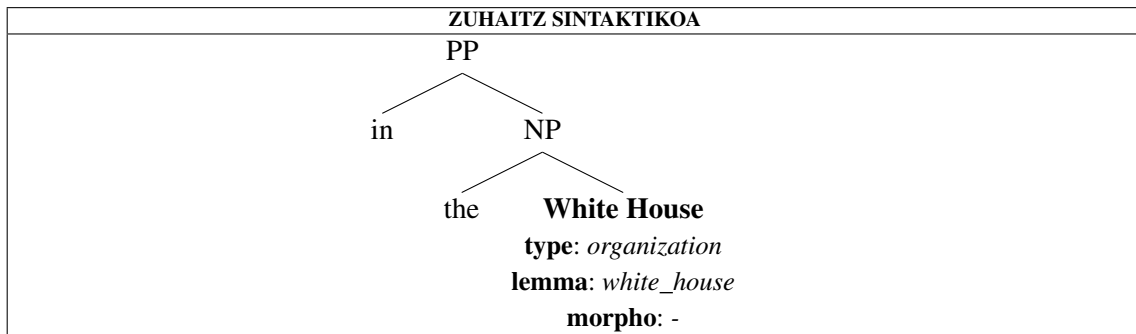 ZUHAITZ SINTAKTIKOA
PP
in NP
the White House
type: organization
lemma: white_house
morpho: -